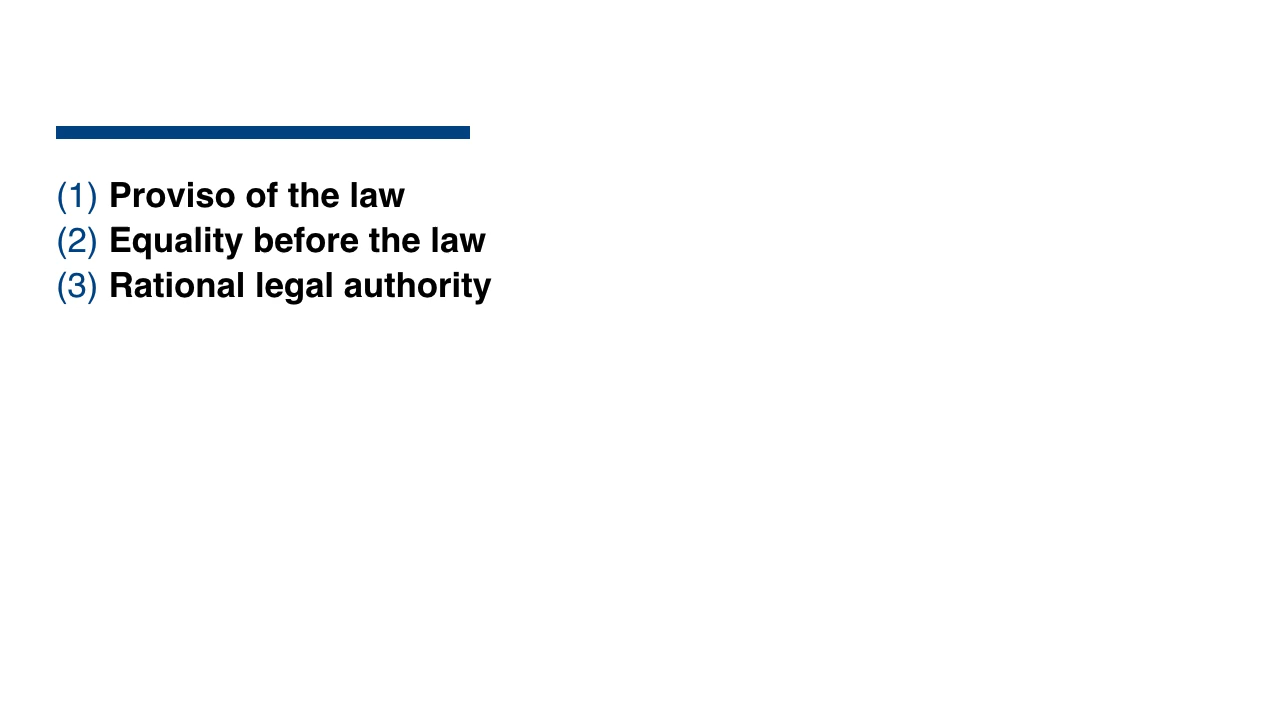 (1) Proviso of the law
(2) Equality before the law
(3) Rational legal authority